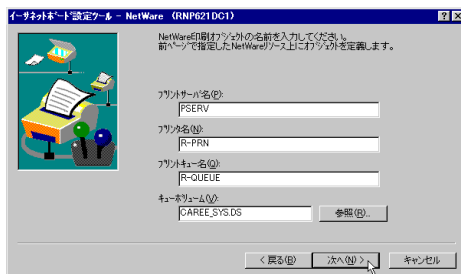 ｲｰｻﾈｯﾄﾎﾞｰﾄﾞ設定ﾂｰﾙ - NetWare (RNP621DC1)
NetWare印刷ｵﾌﾞｼﾞｪｸﾄの名前を入力してください。
前ﾍﾟｰｼﾞで指定したNetWareﾘｿｰｽ上にｵﾌﾞｼﾞｪｸﾄを定義します。
ﾌﾟﾘﾝﾄｻｰﾊﾞ名(P):
PSERV
ﾌﾟﾘﾝﾀ名(N):
R-PRN
ﾌﾟﾘﾝﾄｷｭｰ名(Q):
R-QUEUE
ｷｭｰﾎﾞﾘｭｰﾑ(V):
CAREE_SYS.DS
参照(R)...
< 戻る(B)
次へ(N) >
キャンセル